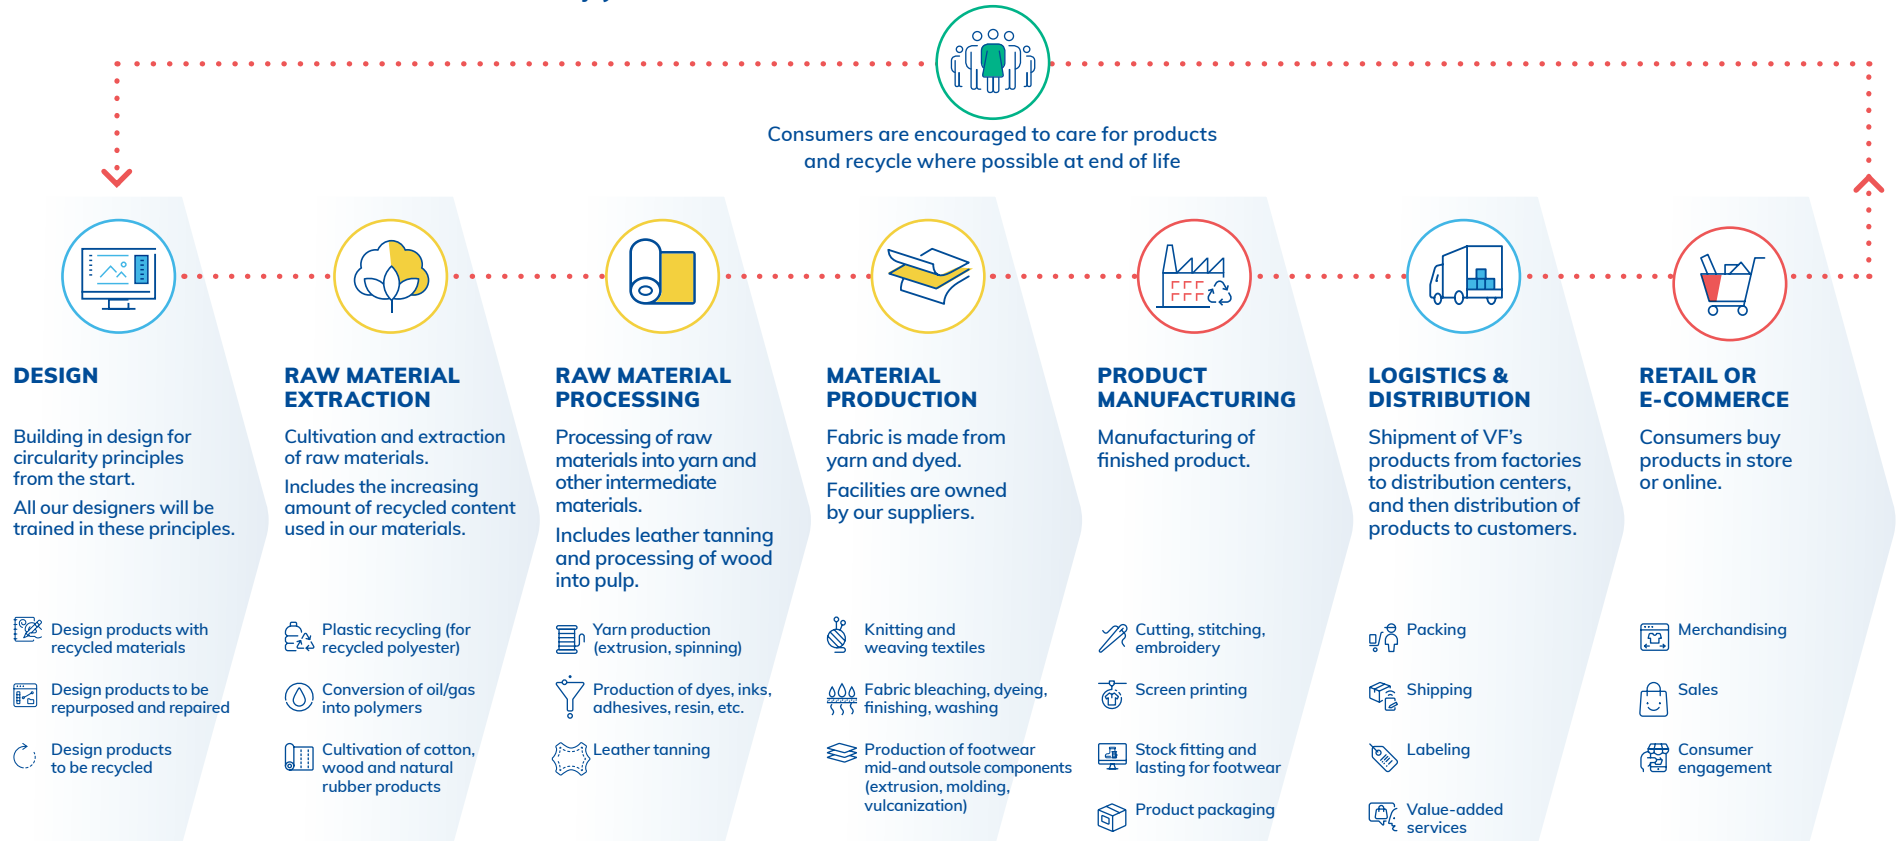 Consumers are encouraged to care for products
and recycle where possible at end of life
DESIGN
Building in design for
circularity principles
from the start.
All our designers will be
trained in these principles.
Design products with
recycled materials
Design products to be
repurposed and repaired
Design products
to be recycled
RAW MATERIAL
EXTRACTION
Cultivation and extraction
of raw materials.
Includes the increasing
amount of recycled content
used in our materials.
Plastic recycling (for
recycled polyester)
Conversion of oil/gas
into polymers
Cultivation of cotton,
wood and natural
rubber products
RAW MATERIAL
PROCESSING
Processing of raw
materials into yarn and
other intermediate
materials.
Includes leather tanning
and processing of wood
into pulp.
Yarn production
(extrusion, spinning)
Production of dyes, inks,
adhesives, resin, etc.
Leather tanning
MATERIAL
PRODUCTION
Fabric is made from
yarn and dyed.
Facilities are owned
by our suppliers.
Knitting and
weaving textiles
Fabric bleaching, dyeing,
finishing, washing
Production of footwear
mid-and outsole components
(extrusion, molding,
vulcanization)
PRODUCT
MANUFACTURING
Manufacturing of
finished product.
Cutting, stitching,
embroidery
Screen printing
Stock fitting and
lasting for footwear
Product packaging
LOGISTICS &
DISTRIBUTION
Shipment of VF's
products from factories
to distribution centers,
and then distribution of
products to customers.
Packing
Shipping
Labeling
Value-added
services
RETAIL OR
E-COMMERCE
Consumers buy
products in store
or online.
Merchandising
Sales
Consumer
engagement